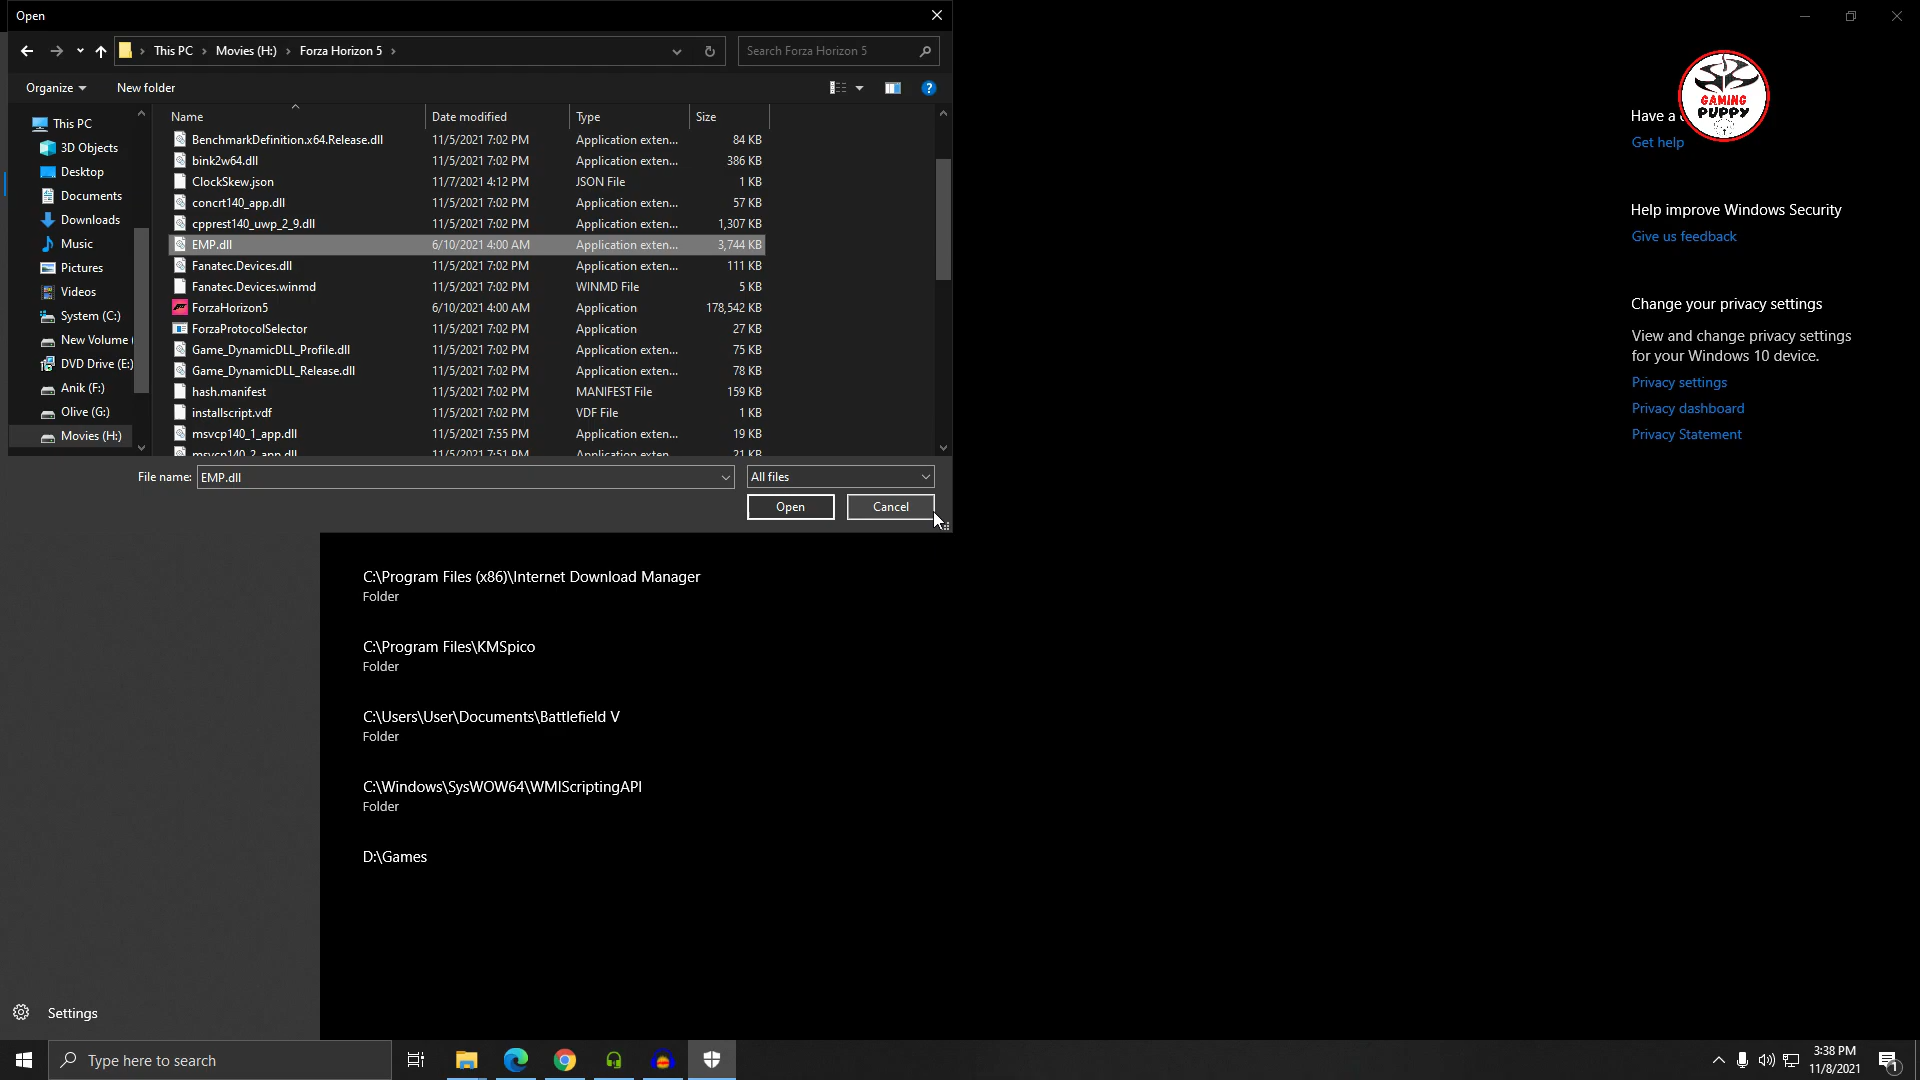 Open
This PC
Movies (H:)
Forza Horizon 5
Search Forza Horizon 5
Organize
New folder
Name
Date modified
Type
Size
This PC
3D Objects
Desktop
Documents
Downloads
Music
Pictures
Videos
System (C:)
New Volume
DVD Drive (E:)
Anik (F:)
Olive (G:)
Movies (H:)
BenchmarkDefinition.x64.Release.dll 11/5/2021 7:02 PM Application exten... 84 KB
bink2w64.dll 11/5/2021 7:02 PM Application exten... 386 KB
ClockSkew.json 11/7/2021 4:12 PM JSON File 1 KB
concrt140_app.dll 11/5/2021 7:02 PM Application exten... 57 KB
cpprest140_uwp_2_9.dll 11/5/2021 7:02 PM Application exten... 1,307 KB
EMP.dll 6/10/2021 4:00 AM Application exten... 3,744 KB
Fanatec.Devices.dll 11/5/2021 7:02 PM Application exten... 111 KB
Fanatec.Devices.winmd 11/5/2021 7:02 PM WINMD File 5 KB
ForzaHorizon5 6/10/2021 4:00 AM Application 178,542 KB
ForzaProtocolSelector 11/5/2021 7:02 PM Application 27 KB
Game_DynamicDLL_Profile.dll 11/5/2021 7:02 PM Application exten... 75 KB
Game_DynamicDLL_Release.dll 11/5/2021 7:02 PM Application exten... 78 KB
hash.manifest 11/5/2021 7:02 PM MANIFEST File 159 KB
installscript.vdf 11/5/2021 7:02 PM VDF File 1 KB
msvcp140_1_app.dll 11/5/2021 7:55 PM Application exten... 19 KB
msvcp140_2_app.dll 11/5/2021 7:51 PM Application exten... 21 KB
File name: EMP.dll
All files
Open
Cancel
C:\Program Files (x86)\Internet Download Manager
Folder
C:\Program Files\KMSpico
Folder
C:\Users\User\Documents\Battlefield V
Folder
C:\Windows\SysWOW64\WMIScriptingAPI
Folder
D:\Games
Have a
Get help
GAMING
PUPPY
Help improve Windows Security
Give us feedback
Change your privacy settings
View and change privacy settings
for your Windows 10 device.
Privacy settings
Privacy dashboard
Privacy Statement
Settings
Type here to search
3:38 PM
11/8/2021
1